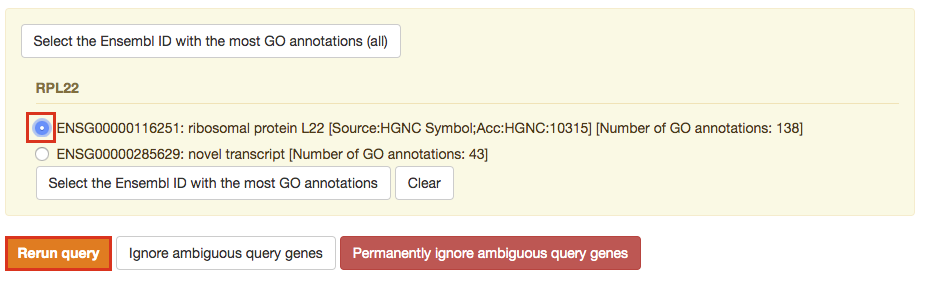 Select the Ensembl ID with the most GO annotations (all)
RPL22
ENSG00000116251: ribosomal protein L22 [Source:HGNC Symbol;Acc:HGNC:10315] [Number of GO annotations: 138]
ENSG00000285629: novel transcript [Number of GO annotations: 43]
Select the Ensembl ID with the most GO annotations Clear
Rerun query Ignore ambiguous query genes Permanently ignore ambiguous query genes